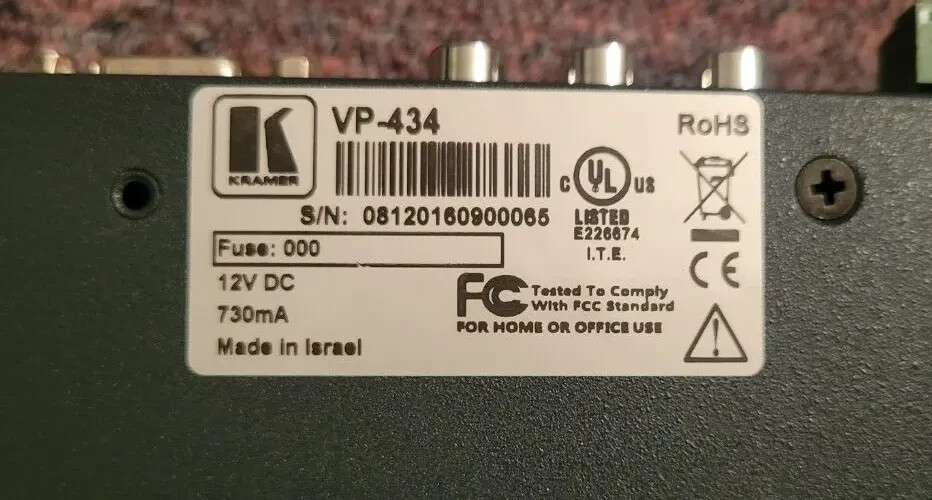 K
KRAMER
VP-434
S/N: 08120160900065
Fuse: 000
12V DC
730mA
Made in Israel
C UL US
LISTED
E226674
I.T.E.
FC Tested To Comply
With FCC Standard
FOR HOME OR OFFICE USE
RoHS
CE